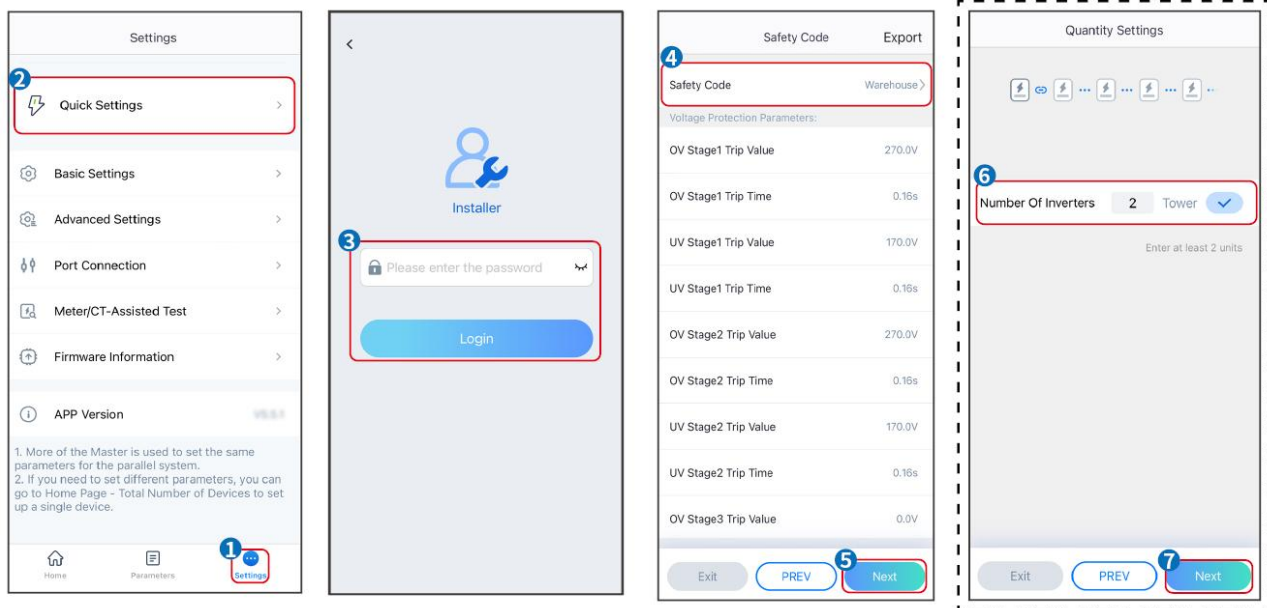 Settings
2
Quick Settings
Basic Settings
Advanced Settings
Port Connection
Meter/CT-Assisted Test
Firmware Information
APP Version
1. More of the Master is used to set the same
parameters for the parallel system.
2. If you need to set different parameters, you can
go to Home Page - Total Number of Devices to set
up a single device.
1
Home
Parameters
Settings
Installer
3
Please enter the password
Login
Safety Code
Export
4
Safety Code
Warehouse
Voltage Protection Parameters:
OV Stage1 Trip Value 270.0V
OV Stage1 Trip Time 0.16s
UV Stage1 Trip Value 170.0V
UV Stage1 Trip Time 0.16s
OV Stage2 Trip Value 270.0V
OV Stage2 Trip Time 0.16s
UV Stage2 Trip Value 170.0V
UV Stage2 Trip Time 0.16s
OV Stage3 Trip Value 0.0V
5
Exit
PREV
Next
Quantity Settings
6
Number Of Inverters 2 Tower
Enter at least 2 units
7
Exit
PREV
Next